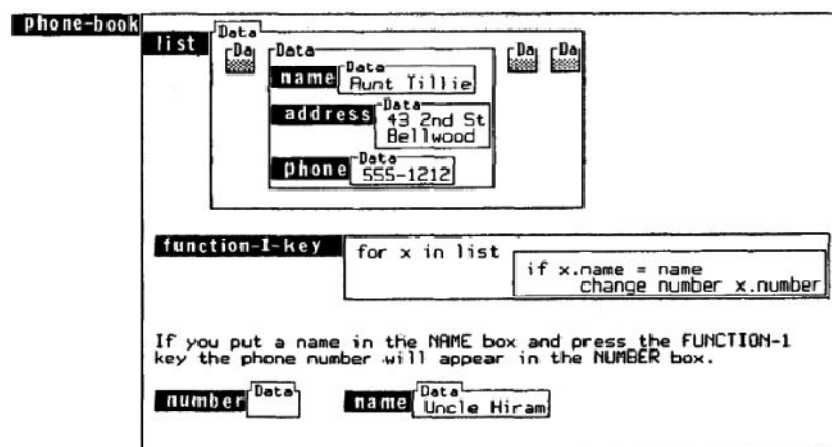 phone-book
list
Data
Da
Data
name
Data
Aunt Tillie
address
Data
43 2nd St
Bellwood
phone
Data
555-1212
Da
Da
function-1-key
for x in list
if x.name = name
change number x.number
If you put a name in the NAME box and press the FUNCTION-1
key the phone number will appear in the NUMBER box.
number
Data
name
Data
Uncle Hiram